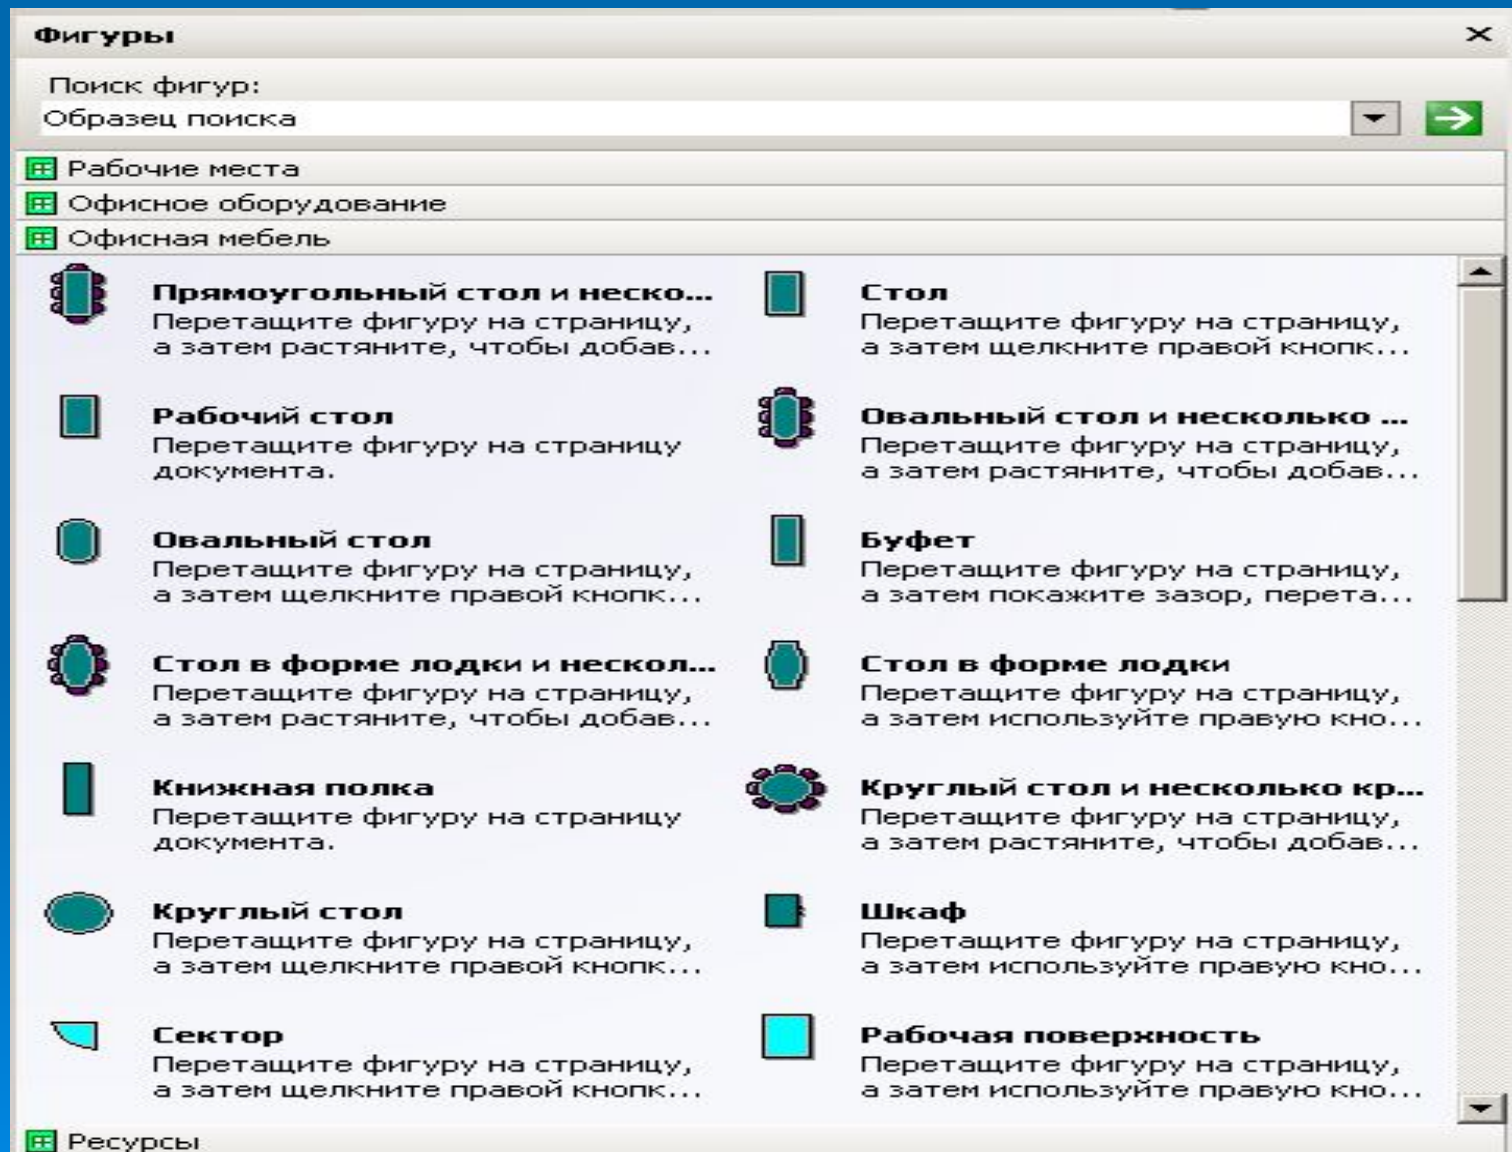 Фигуры
Поиск фигур:
Образец поиска
Рабочие места
Офисное оборудование
Офисная мебель
Прямоугольный стол и неско...
Перетащите фигуру на страницу,
а затем растяните, чтобы добав...
Стол
Перетащите фигуру на страницу,
а затем щелкните правой кнопк...
Рабочий стол
Перетащите фигуру на страницу
документа.
Овальный стол и несколько ...
Перетащите фигуру на страницу,
а затем растяните, чтобы добав...
Овальный стол
Перетащите фигуру на страницу,
а затем щелкните правой кнопк...
Буфет
Перетащите фигуру на страницу,
а затем покажите зазор, перета...
Стол в форме лодки и нескол...
Перетащите фигуру на страницу,
а затем растяните, чтобы добав...
Стол в форме лодки
Перетащите фигуру на страницу,
а затем используйте правую кно...
Книжная полка
Перетащите фигуру на страницу
документа.
Круглый стол и несколько кр...
Перетащите фигуру на страницу,
а затем растяните, чтобы добав...
Круглый стол
Перетащите фигуру на страницу,
а затем щелкните правой кнопк...
Шкаф
Перетащите фигуру на страницу,
а затем используйте правую кно...
Сектор
Перетащите фигуру на страницу,
а затем щелкните правой кнопк...
Рабочая поверхность
Перетащите фигуру на страницу,
а затем используйте правую кно...
Ресурсы